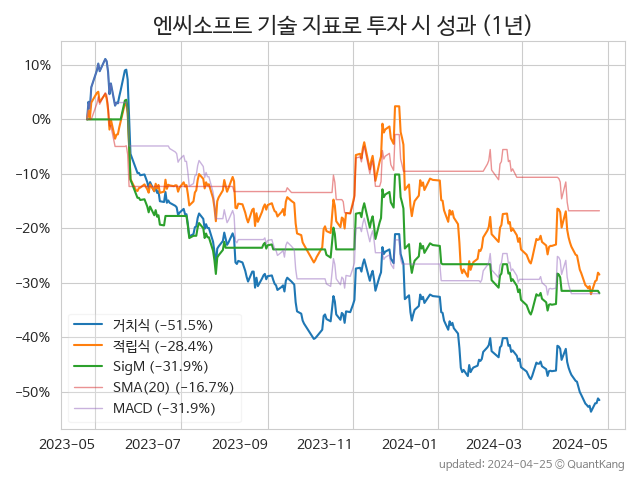 엔씨소프트 기술 지표로 투자 시 성과 (1년)
10%
0%
−10%
−20%
−30%
−40%
−50%
거치식 (−51.5%)
적립식 (−28.4%)
SigM (−31.9%)
SMA(20) (−16.7%)
MACD (−31.9%)
2023−05
2023−07
2023−09
2023−11
2024−01
2024−03
2024−05
updated: 2024-04-25 © QuantKang